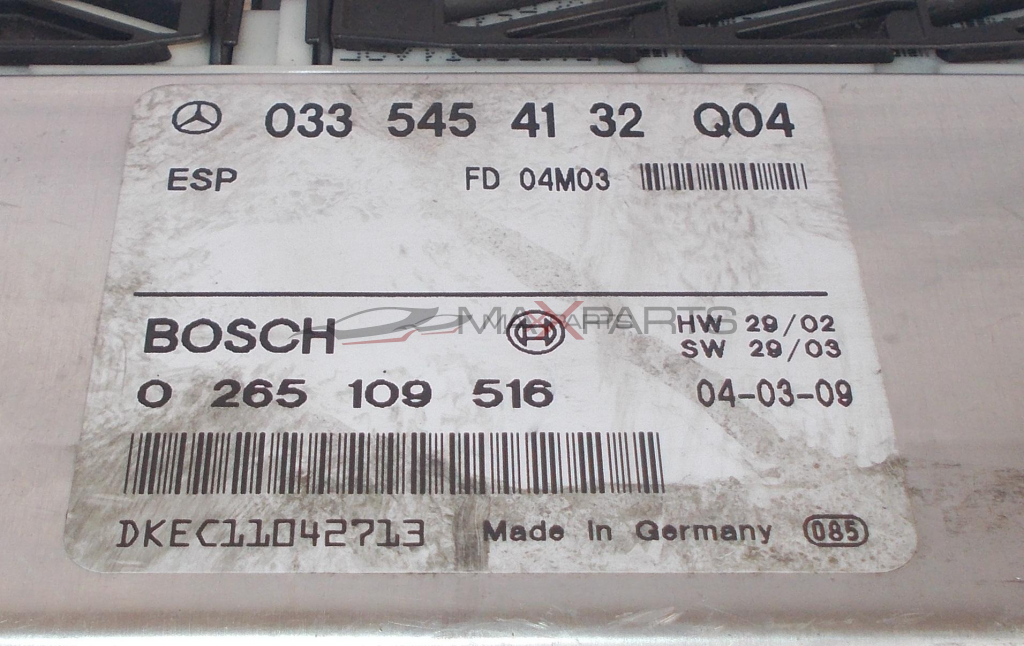 033 545 41 32 Q04
ESP FD 04M03
BOSCH MAXPARTS HW 29/02
SW 29/03
0 265 109 516 04-03-09
DKEC11042713 Made In Germany 085